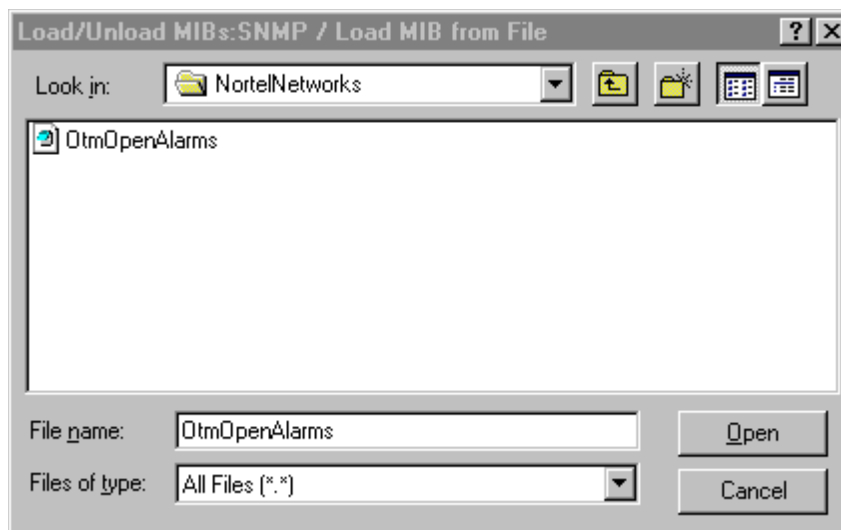 Load/Unload MIBs:SNMP / Load MIB from File
Look in:
NortelNetworks
OtmOpenAlarms
File name:
OtmOpenAlarms
Open
Files of type:
All Files (*.*)
Cancel